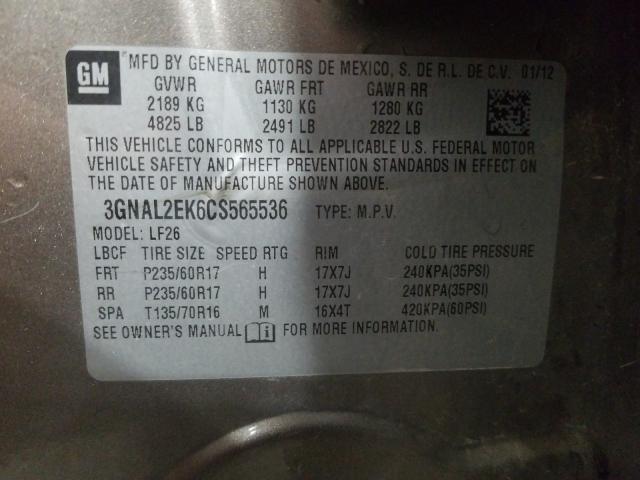 GM
MFD BY GENERAL MOTORS DE MEXICO, S. DE R.L. DE C.V. 01/12
GVWR GAWR FRT GAWR RR
2189 KG 1130 KG 1280 KG
4825 LB 2491 LB 2822 LB
THIS VEHICLE CONFORMS TO ALL APPLICABLE U.S. FEDERAL MOTOR
VEHICLE SAFETY AND THEFT PREVENTION STANDARDS IN EFFECT ON
THE DATE OF MANUFACTURE SHOWN ABOVE.
3GNAL2EK6CS565536 TYPE: M.P.V.
MODEL: LF26
LBCF TIRE SIZE SPEED RTG RIM COLD TIRE PRESSURE
FRT P235/60R17 H 17X7J 240KPA(35PSI)
RR P235/60R17 H 17X7J 240KPA(35PSI)
SPA T135/70R16 M 16X4T 420KPA(60PSI)
SEE OWNER'S MANUAL i FOR MORE INFORMATION.